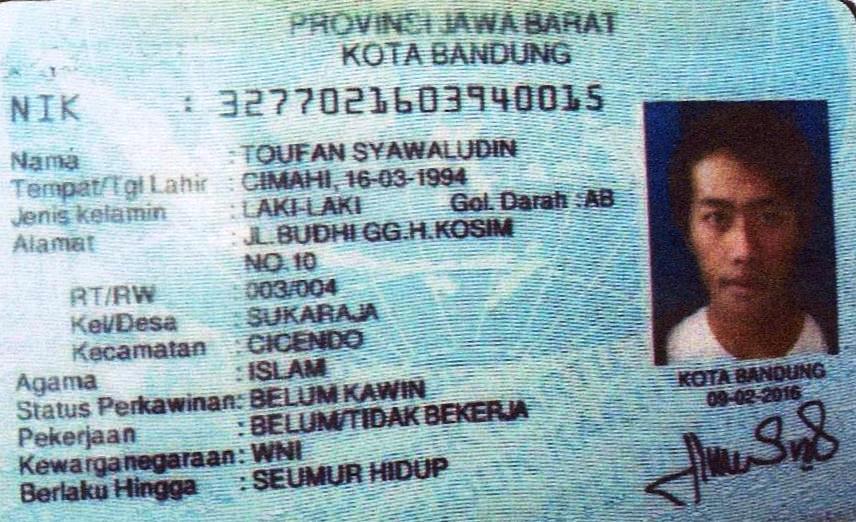 PROVINSI JAWA BARAT
KOTA BANDUNG
NIK : 3277021603940015
Nama : TOUFAN SYAWALUDIN
Tempat/Tgl Lahir : CIMAHI, 16-03-1994
Jenis kelamin : LAKI-LAKI Gol. Darah : AB
Alamat : JL.BUDHI GG.H.KOSIM
NO. 10
RT/RW : 003/004
Kel/Desa : SUKARAJA
Kecamatan : CICENDO
Agama : ISLAM
Status Perkawinan: BELUM KAWIN
Pekerjaan : BELUM/TIDAK BEKERJA
Kewarganegaraan: WNI
Berlaku Hingga : SEUMUR HIDUP
KOTA BANDUNG
09-02-2016